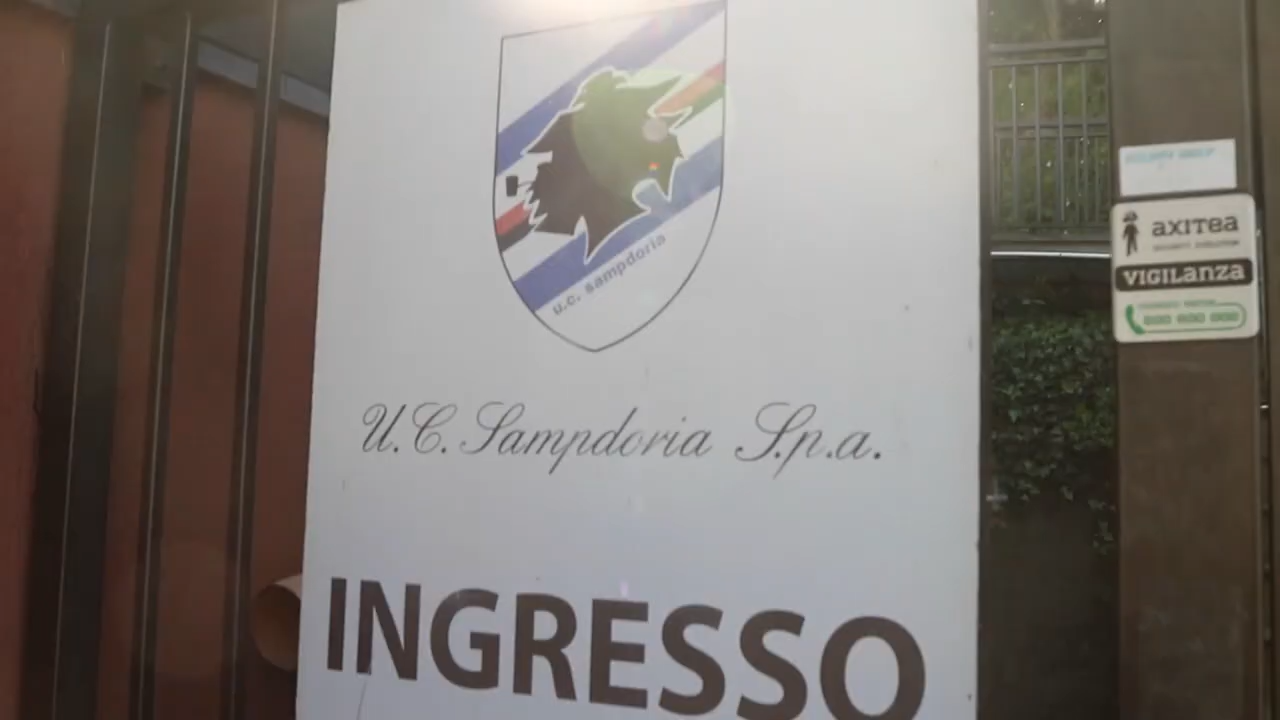 u.c. sampdoria
U.C. Sampdoria S.p.a.
INGRESSO
AXITEA
VIGILANZA